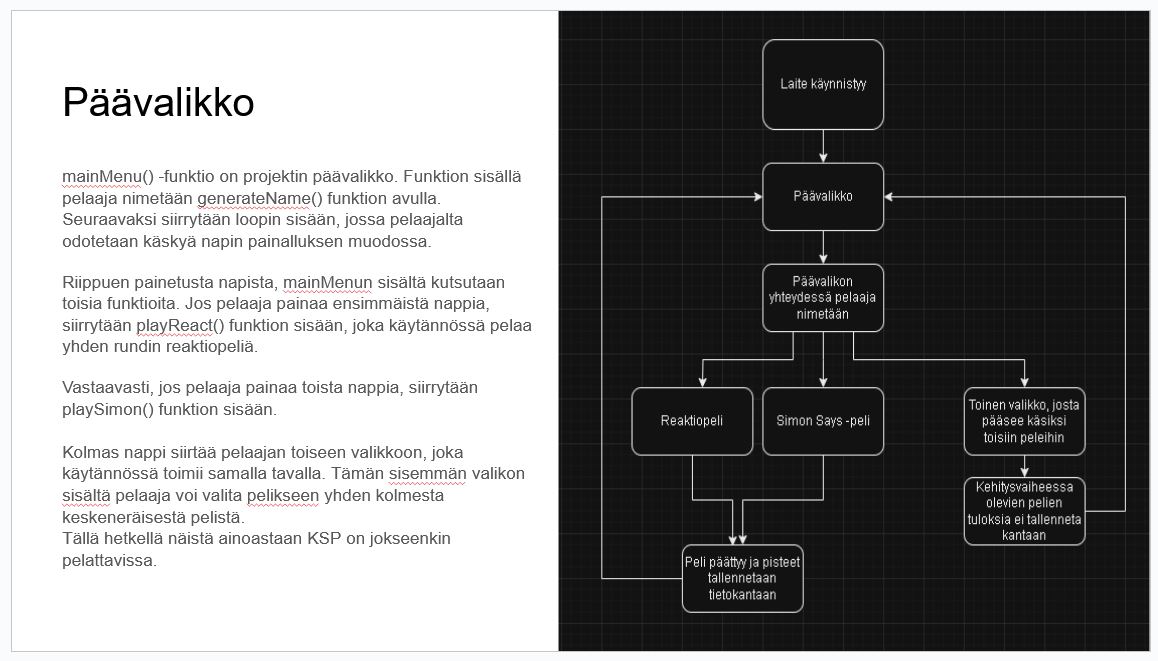 Päävalikko
mainMenu() -funktio on projektin päävalikko. Funktion sisällä
pelaaja nimetään generateName() funktion avulla.
Seuraavaksi siirrytään loopin sisään, jossa pelaajalta
odotetaan käskyä napin painalluksen muodossa.
Riippuen painetusta napista, mainMenun sisältä kutsutaan
toisia funktioita. Jos pelaaja painaa ensimmäistä nappia,
siirrytään playReact() funktion sisään, joka käytännössä pelaa
yhden rundin reaktiopeliä.
Vastaavasti, jos pelaaja painaa toista nappia, siirrytään
playSimon() funktion sisään.
Kolmas nappi siirtää pelaajan toiseen valikkoon, joka
käytännössä toimii samalla tavalla. Tämän sisemmän valikon
sisältä pelaaja voi valita pelikseen yhden kolmesta
keskeneräisestä pelistä.
Tällä hetkellä näistä ainoastaan KSP on jokseenkin
pelattavissa.
Laite käynnistyy
Päävalikko
Päävalikon
yhteydessä pelaaja
nimetään
Reaktiopeli
Simon Says -peli
Toinen valikko, josta
pääsee käsiksi
toisiin peleihin
Kehitysvaiheessa
olevien pelien
tuloksia ei tallenneta
kantaan
Peli päättyy ja pisteet
tallennetaan
tietokantaan